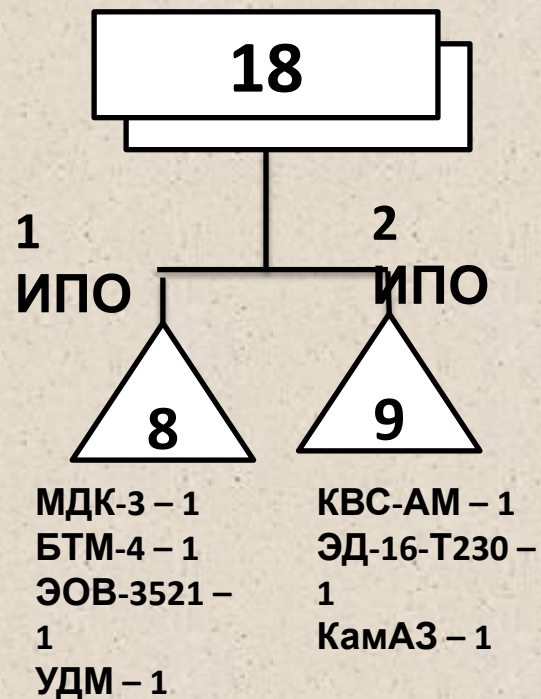 18
1
ИПО
2
ИПО
8
9
МДК-3 – 1
БТМ-4 – 1
ЭОВ-3521 –
1
УДМ – 1
КВС-АМ – 1
ЭД-16-Т230 –
1
КамАЗ – 1